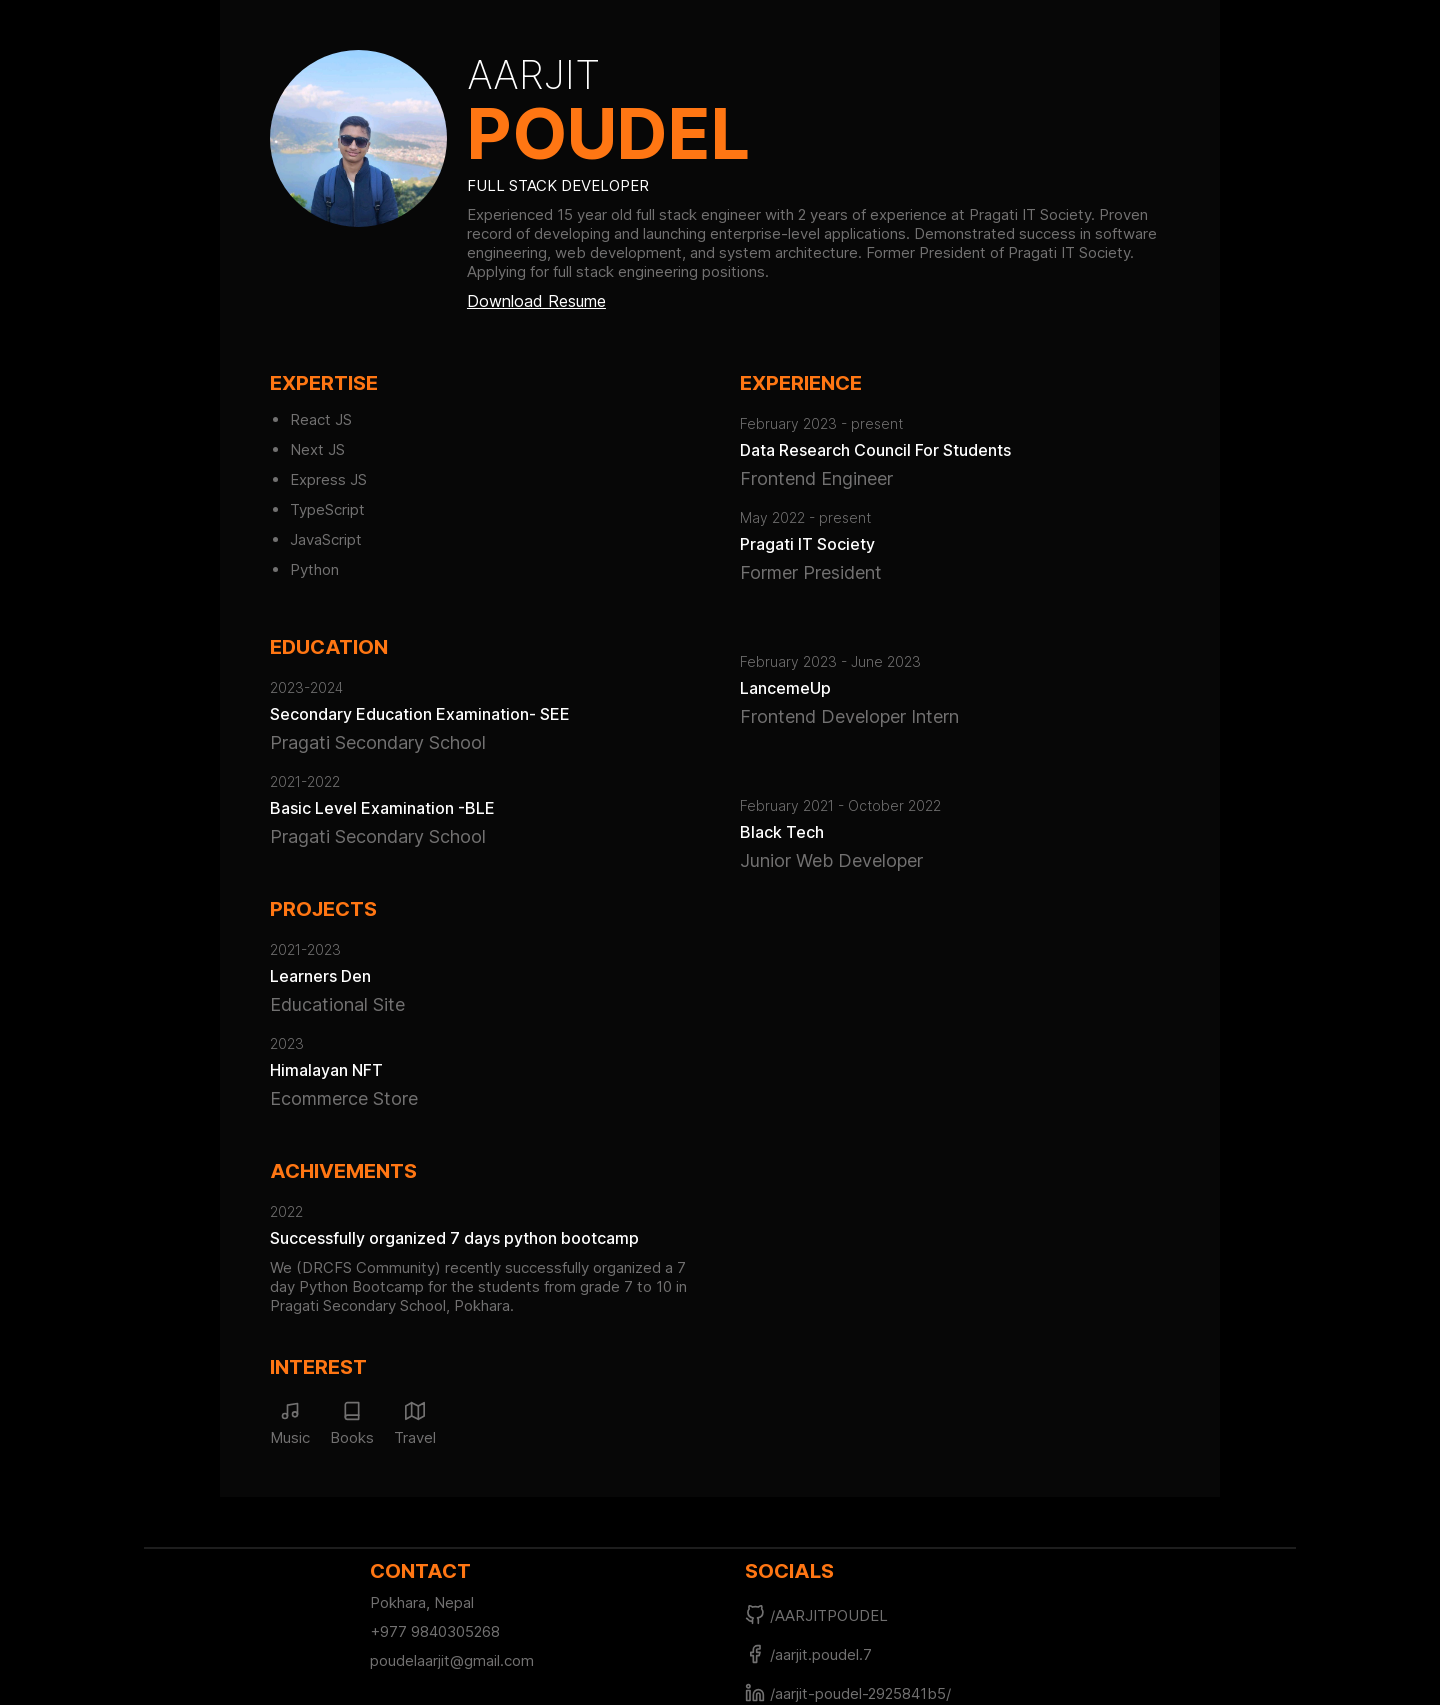 AARJIT
POUDEL
FULL STACK DEVELOPER
Experienced 15 year old full stack engineer with 2 years of experience at Pragati IT Society. Proven
record of developing and launching enterprise-level applications. Demonstrated success in software
engineering, web development, and system architecture. Former President of Pragati IT Society.
Applying for full stack engineering positions.
Download Resume
EXPERTISE
• React JS
• Next JS
• Express JS
• TypeScript
• JavaScript
• Python
EDUCATION
2023-2024
Secondary Education Examination- SEE
Pragati Secondary School
2021-2022
Basic Level Examination -BLE
Pragati Secondary School
PROJECTS
2021-2023
Learners Den
Educational Site
2023
Himalayan NFT
Ecommerce Store
ACHIVEMENTS
2022
Successfully organized 7 days python bootcamp
We (DRCFS Community) recently successfully organized a 7
day Python Bootcamp for the students from grade 7 to 10 in
Pragati Secondary School, Pokhara.
INTEREST
Music Books Travel
EXPERIENCE
February 2023 - present
Data Research Council For Students
Frontend Engineer
May 2022 - present
Pragati IT Society
Former President
February 2023 - June 2023
LancemeUp
Frontend Developer Intern
February 2021 - October 2022
Black Tech
Junior Web Developer
CONTACT
Pokhara, Nepal
+977 9840305268
poudelaarjit@gmail.com
SOCIALS
/AARJITPOUDEL
/aarjit.poudel.7
/aarjit-poudel-2925841b5/